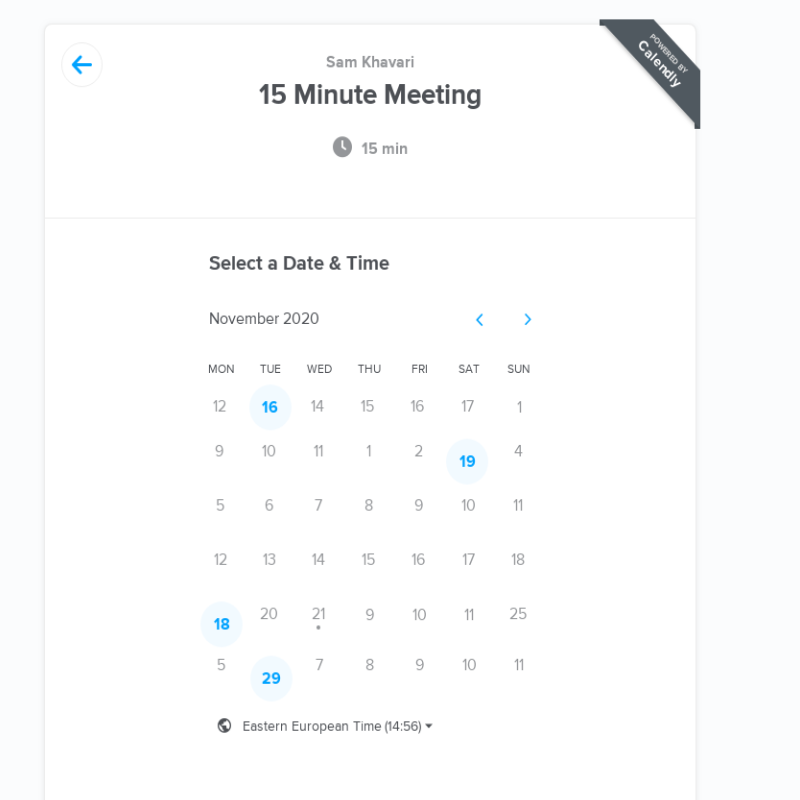 POWERED BY
Calendly
Sam Khavari
15 Minute Meeting
15 min
Select a Date & Time
November 2020
MON TUE WED THU FRI SAT SUN
12 16 14 15 16 17 1
9 10 11 1 2 19 4
5 6 7 8 9 10 11
12 13 14 15 16 17 18
18 20 21 9 10 11 25
5 29 7 8 9 10 11
Eastern European Time (14:56)